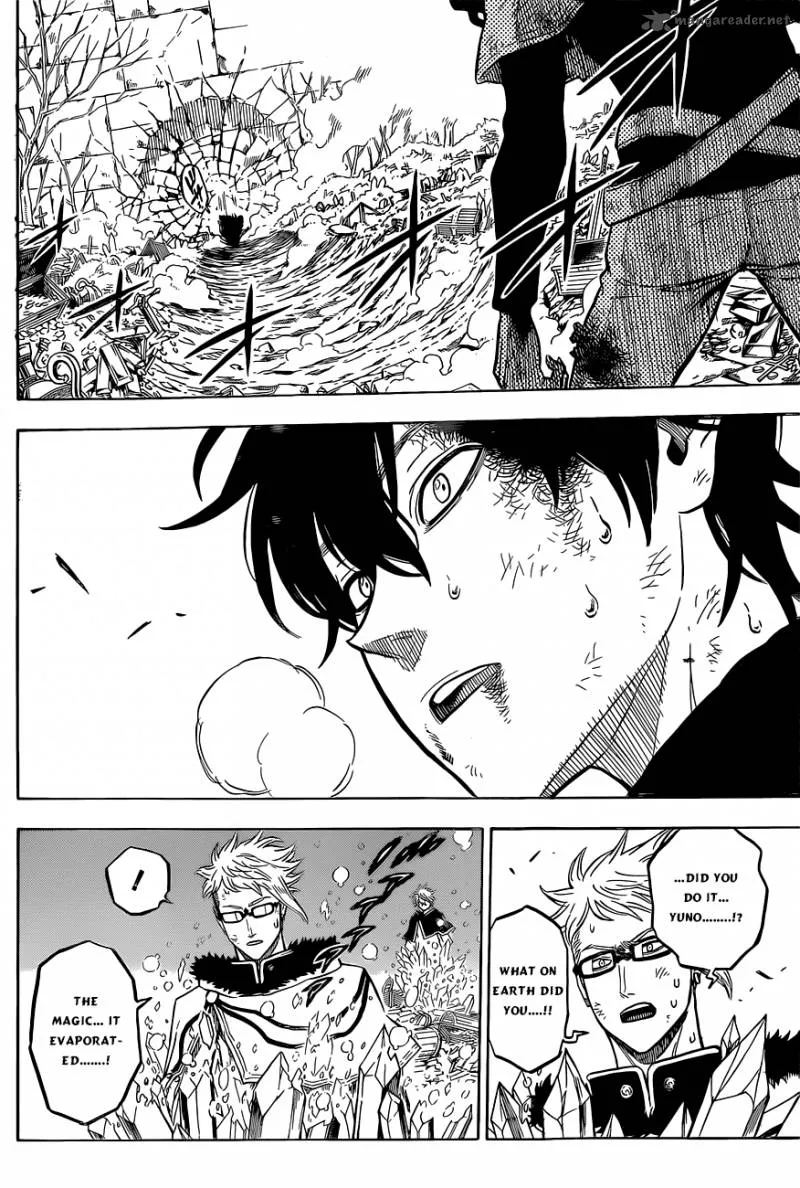 mangareader.net
...DID YOU
DO IT...
YUNO........!?
WHAT ON
EARTH DID
YOU....!!
THE
MAGIC... IT
EVAPORAT-
ED.......!